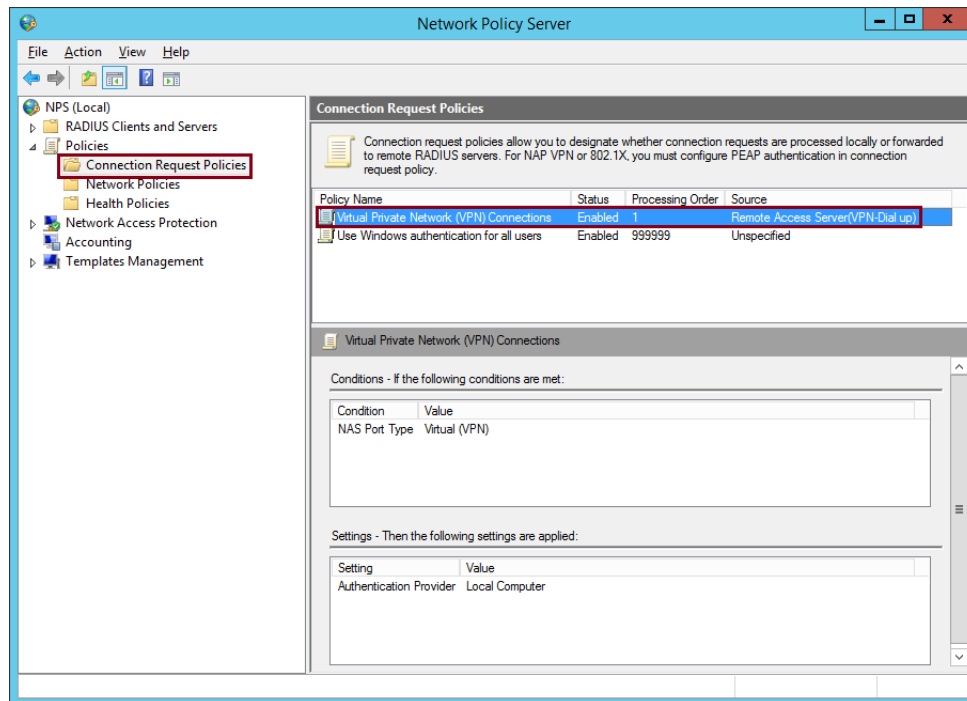 Network Policy Server
File Action View Help
NPS (Local)
RADIUS Clients and Servers
Policies
Connection Request Policies
Network Policies
Health Policies
Network Access Protection
Accounting
Templates Management
Connection Request Policies
Connection request policies allow you to designate whether connection requests are processed locally or forwarded
to remote RADIUS servers. For NAP VPN or 802.1X, you must configure PEAP authentication in connection
request policy.
Policy Name Status Processing Order Source
Virtual Private Network (VPN) Connections Enabled 1 Remote Access Server(VPN-Dial up)
Use Windows authentication for all users Enabled 999999 Unspecified
Virtual Private Network (VPN) Connections
Conditions - If the following conditions are met:
Condition Value
NAS Port Type Virtual (VPN)
Settings - Then the following settings are applied:
Setting Value
Authentication Provider Local Computer